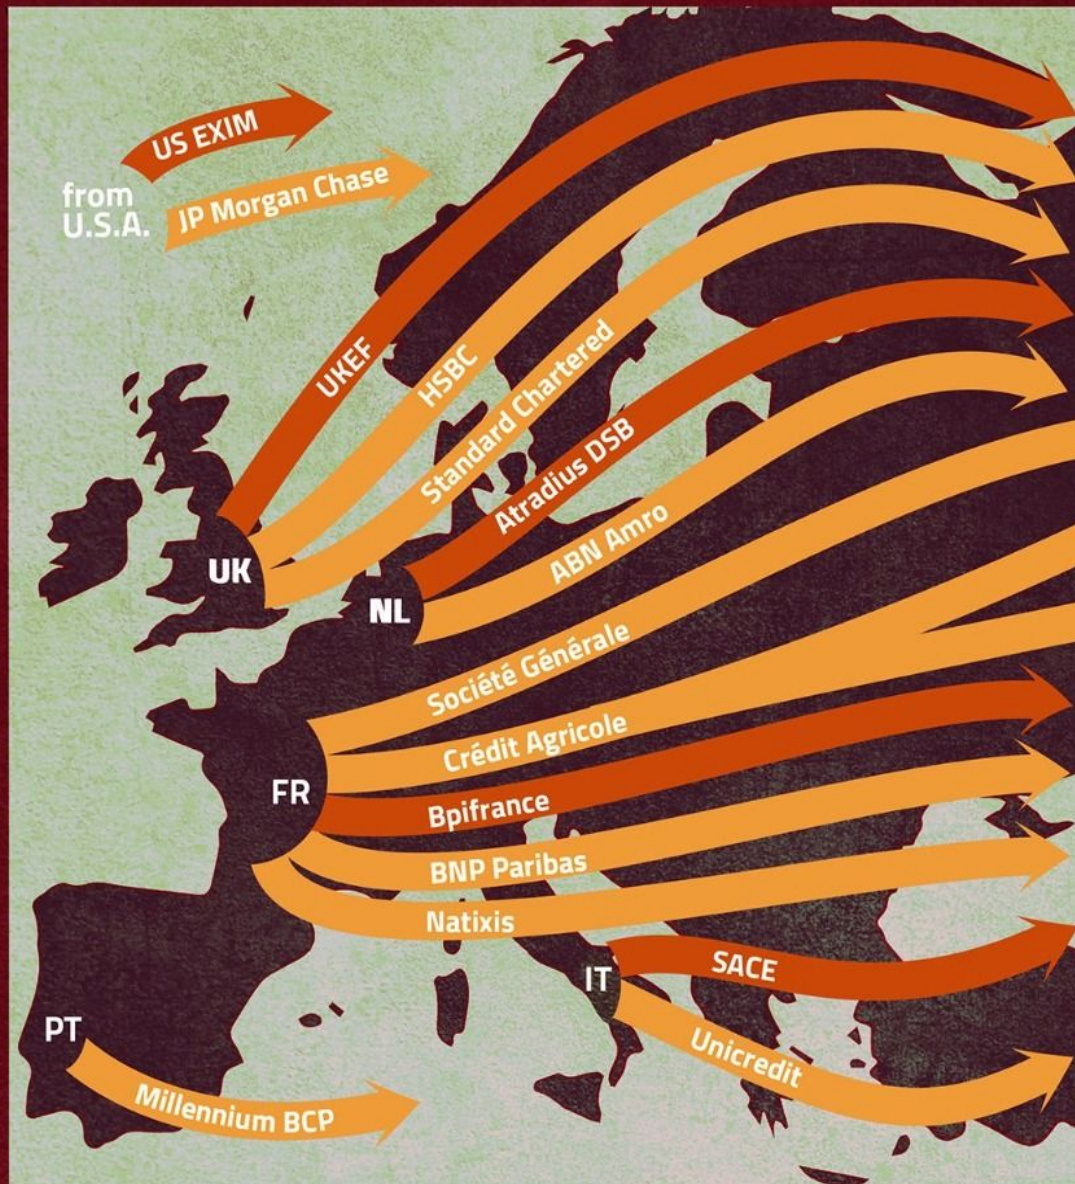 US EXIM
from
U.S.A.
JP Morgan Chase
UKEF
HSBC
Standard Chartered
Atradius DSB
UK
NL
ABN Amro
Société Générale
Crédit Agricole
FR
Bpifrance
BNP Paribas
Natixis
IT
SACE
PT
Unicredit
Millennium BCP